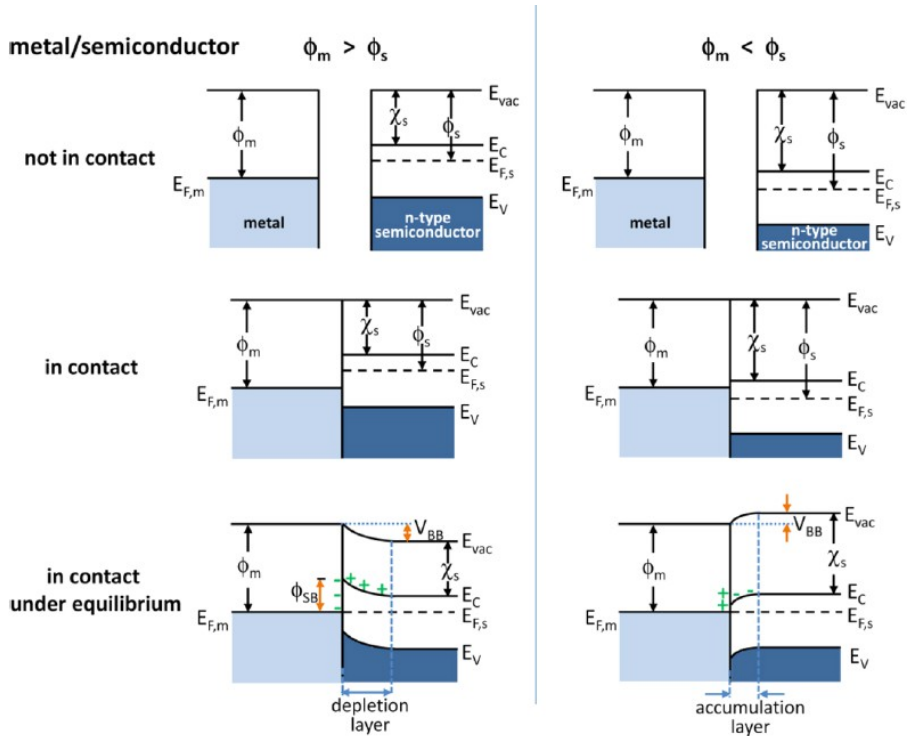 metal/semiconductor
ϕm > ϕs
ϕm < ϕs
not in contact
ϕm
EF,m
metal
χs
ϕs
Evac
EC
EF,s
EV
n-type
semiconductor
ϕm
EF,m
metal
χs
ϕs
Evac
EC
EF,s
EV
n-type
semiconductor
in contact
ϕm
EF,m
χs
ϕs
Evac
EC
EF,s
EV
ϕm
EF,m
χs
ϕs
Evac
EC
EF,s
EV
in contact
under equilibrium
ϕm
EF,m
ϕSB
- - -
+ + + +
VBB
Evac
χs
EC
EF,s
EV
depletion
layer
ϕm
EF,m
+ +
- -
VBB
Evac
χs
EC
EF,s
EV
accumulation
layer